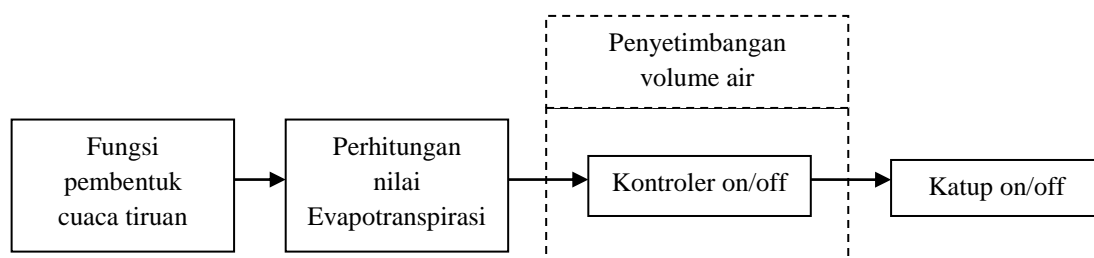 Penyetimbangan
volume air
Fungsi
pembentuk
cuaca tiruan
Perhitungan
nilai
Evapotranspirasi
Kontroler on/off
Katup on/off